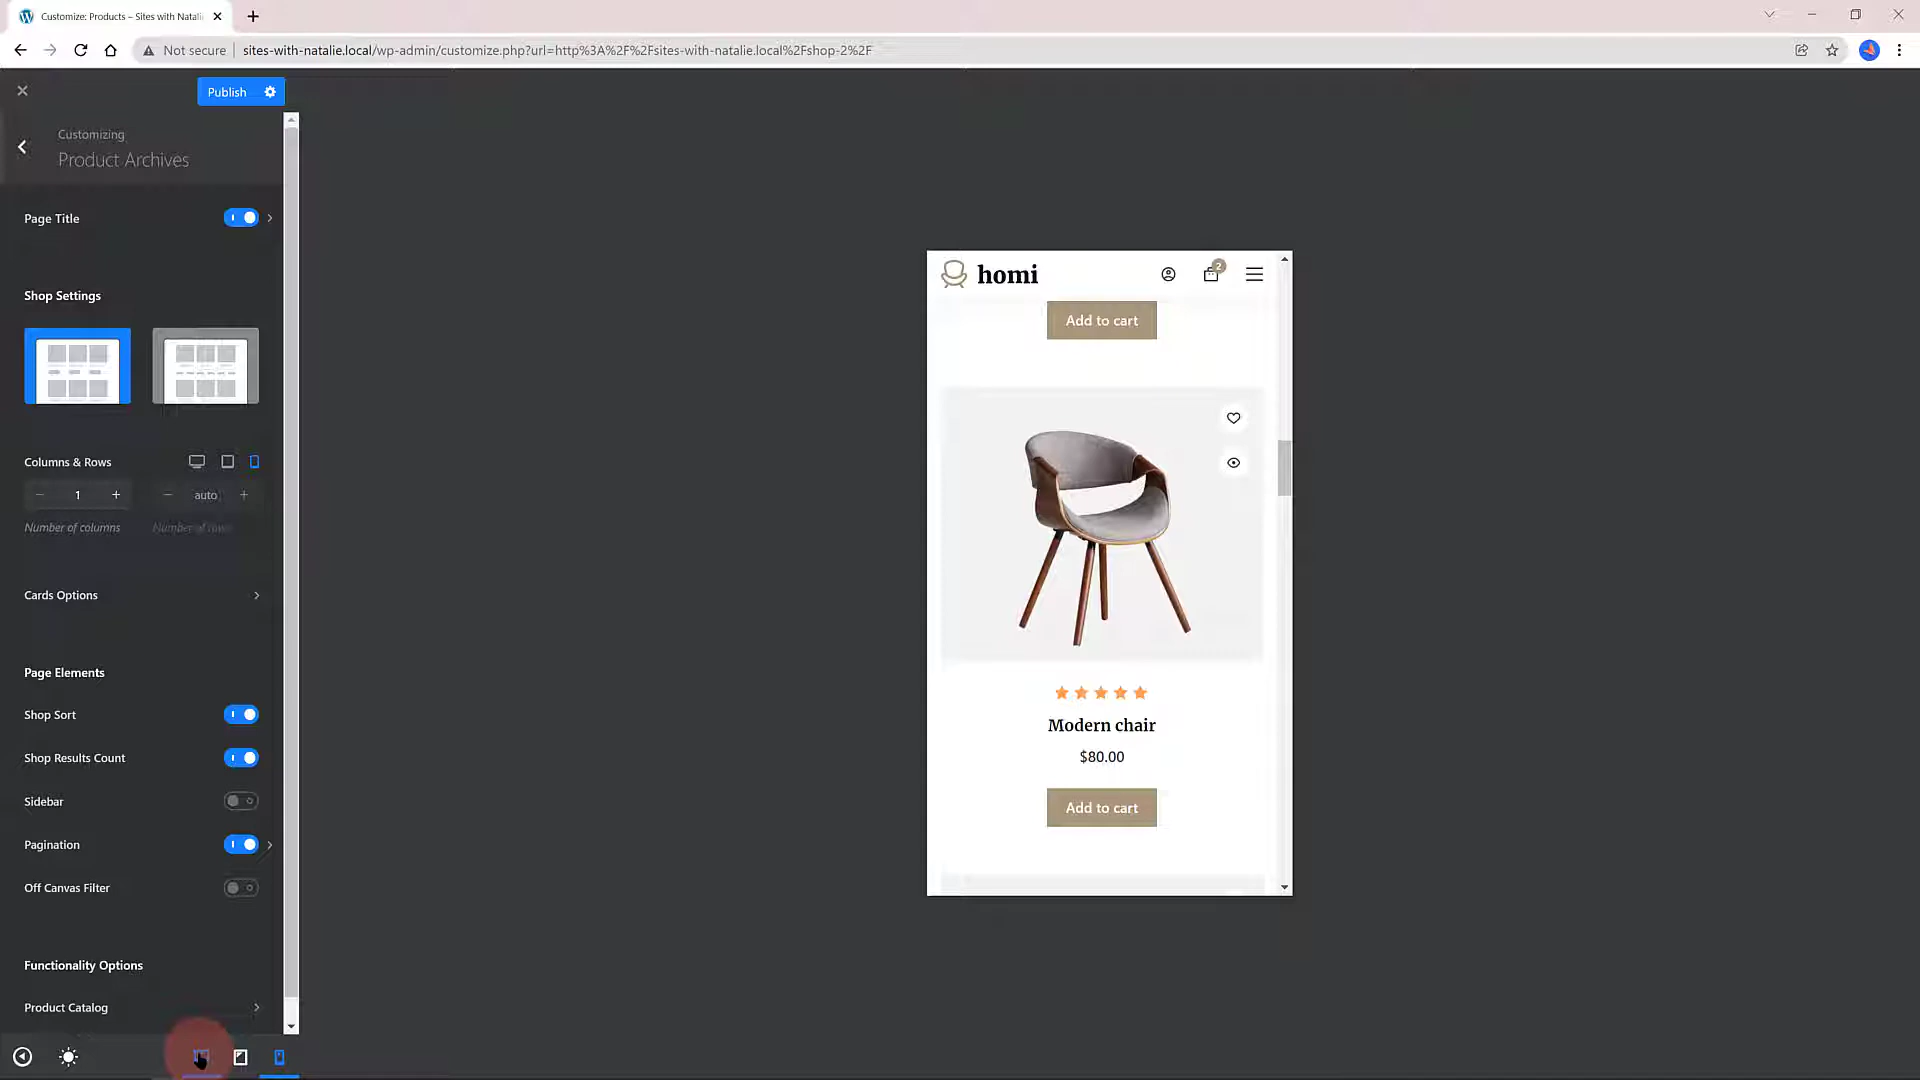 Customize: Products – Sites with Natali
Not secure
sites-with-natalie.local/wp-admin/customize.php?url=http%3A%2F%2Fsites-with-natalie.local%2Fshop-2%2F
Publish
Customizing
Product Archives
Page Title
Shop Settings
Columns & Rows
1
auto
Number of columns
Number of rows
Cards Options
Page Elements
Shop Sort
Shop Results Count
Sidebar
Pagination
Off Canvas Filter
Functionality Options
Product Catalog
homi
2
Add to cart
Modern chair
$80.00
Add to cart